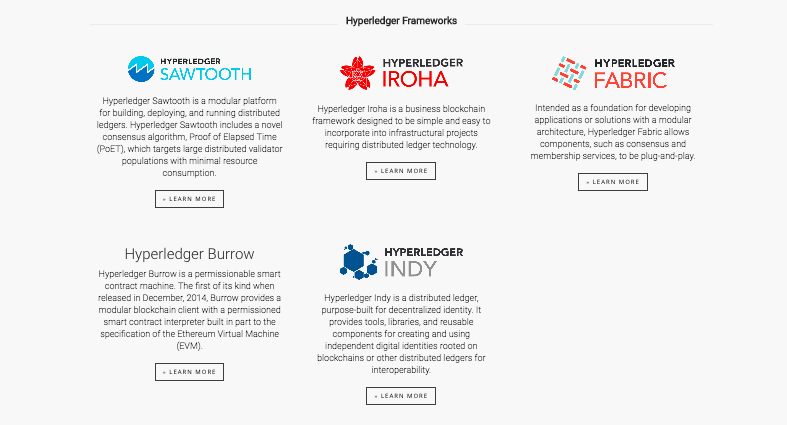 Hyperledger Frameworks
HYPERLEDGER
SAWTOOTH
Hyperledger Sawtooth is a modular platform
for building, deploying, and running distributed
ledgers. Hyperledger Sawtooth includes a novel
consensus algorithm, Proof of Elapsed Time
(PoET), which targets large distributed validator
populations with minimal resource
consumption.
» LEARN MORE
HYPERLEDGER
IROHA
Hyperledger Iroha is a business blockchain
framework designed to be simple and easy to
incorporate into infrastructural projects
requiring distributed ledger technology.
» LEARN MORE
HYPERLEDGER
FABRIC
Intended as a foundation for developing
applications or solutions with a modular
architecture, Hyperledger Fabric allows
components, such as consensus and
membership services, to be plug-and-play.
» LEARN MORE
Hyperledger Burrow
Hyperledger Burrow is a permissionable smart
contract machine. The first of its kind when
released in December, 2014, Burrow provides a
modular blockchain client with a permissioned
smart contract interpreter built in part to the
specification of the Ethereum Virtual Machine
(EVM).
» LEARN MORE
HYPERLEDGER
INDY
Hyperledger Indy is a distributed ledger,
purpose-built for decentralized identity. It
provides tools, libraries, and reusable
components for creating and using
independent digital identities rooted on
blockchains or other distributed ledgers for
interoperability.
» LEARN MORE